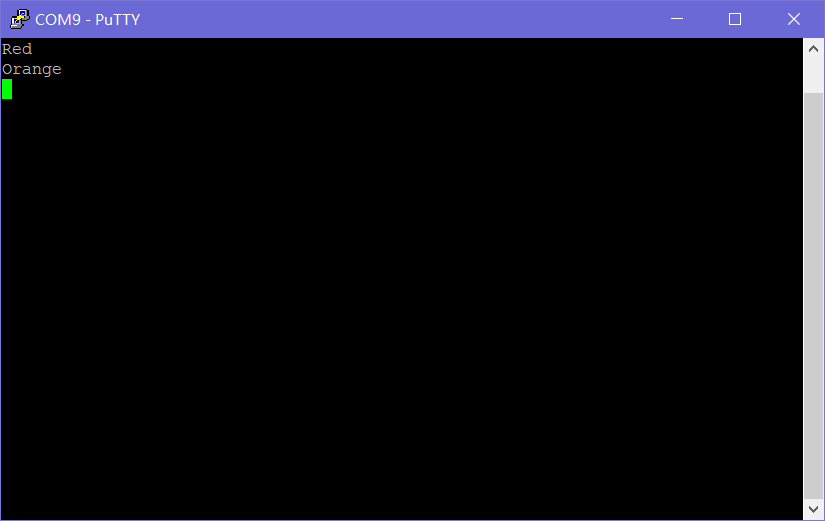 COM9 - PuTTY
Red
Orange